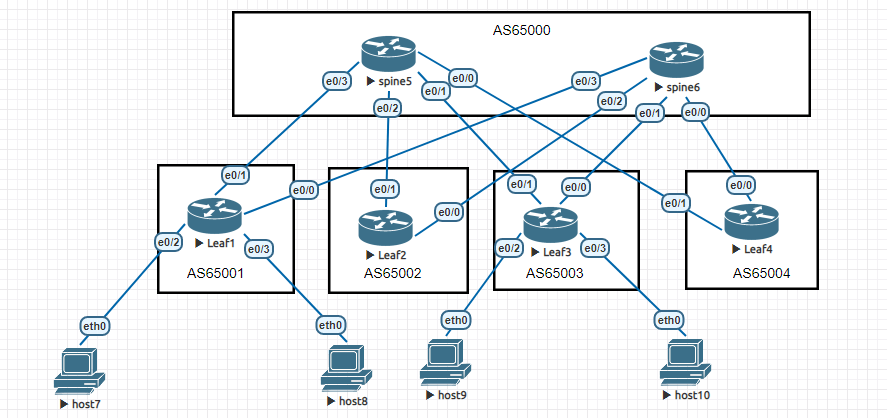 AS65000
spine5
spine6
e0/3
e0/0
e0/1
e0/2
e0/3
e0/2
e0/1
e0/0
e0/1
e0/0
e0/1
e0/0
e0/1
e0/0
e0/1
e0/0
Leaf1
Leaf2
Leaf3
Leaf4
e0/2
e0/3
e0/2
e0/3
AS65001
AS65002
AS65003
AS65004
eth0
eth0
eth0
eth0
host7
host8
host9
host10